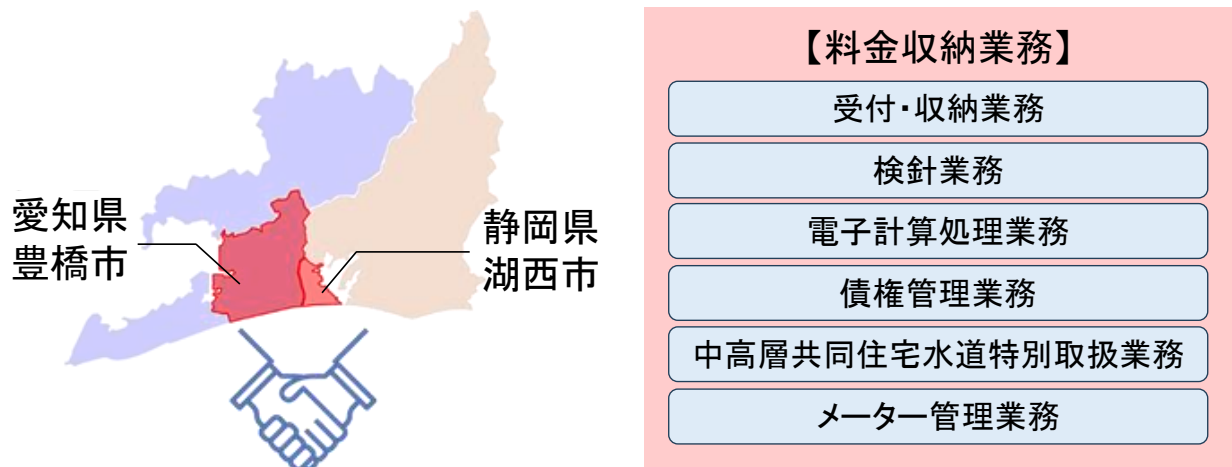 愛知県
豊橋市
静岡県
湖西市
【料金収納業務】
受付・収納業務
検針業務
電子計算処理業務
債権管理業務
中高層共同住宅水道特別取扱業務
メーター管理業務